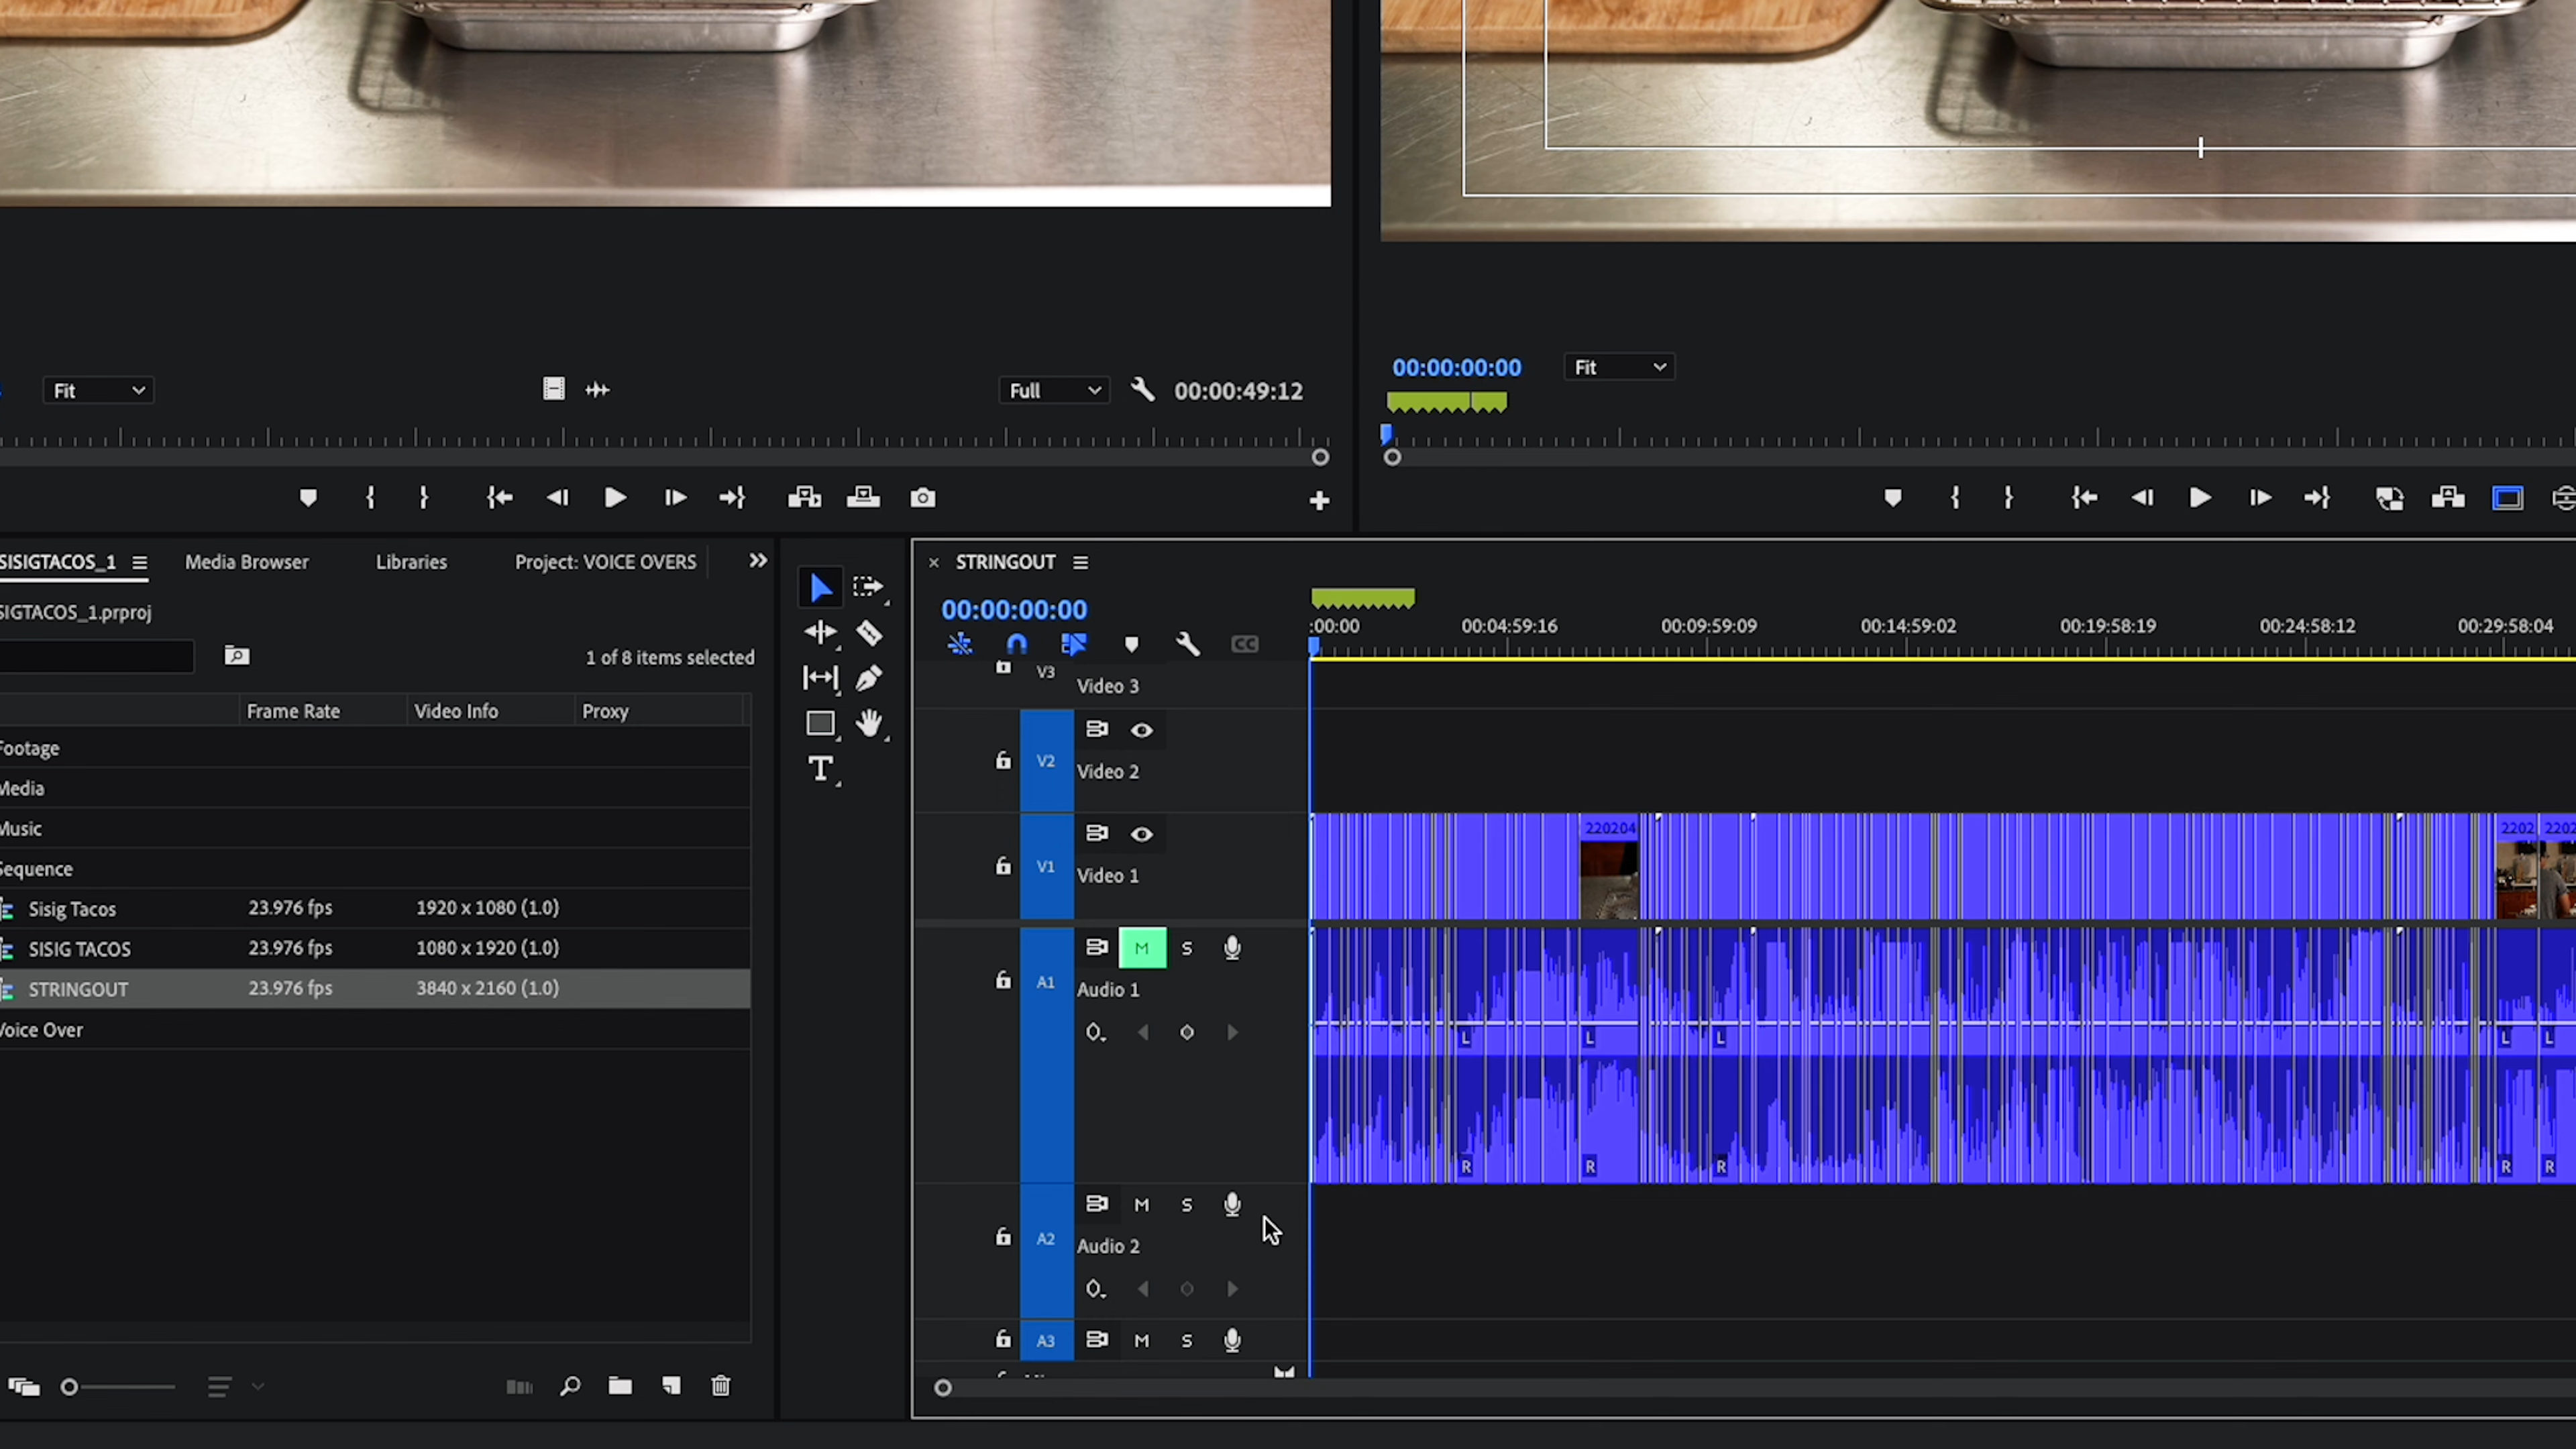 Fit
Full
00:00:49:12
00:00:00:00
Fit
SISIGTACOS_1
Media Browser
Libraries
Project: VOICE OVERS
SIGTACOS_1.prproj
1 of 8 items selected
Frame Rate
Video Info
Proxy
Footage
Media
Music
Sequence
Sisig Tacos 23.976 fps 1920 x 1080 (1.0)
SISIG TACOS 23.976 fps 1080 x 1920 (1.0)
STRINGOUT 23.976 fps 3840 x 2160 (1.0)
Voice Over
T
× STRINGOUT
00:00:00:00
CC
:00:00 00:04:59:16 00:09:59:09 00:14:59:02 00:19:58:19 00:24:58:12 00:29:58:04
V3
Video 3
V2
Video 2
V1
Video 1
220204
2202
2202
A1
M S
Audio 1
L L L L L
R R R R R
A2
M S
Audio 2
A3
M S